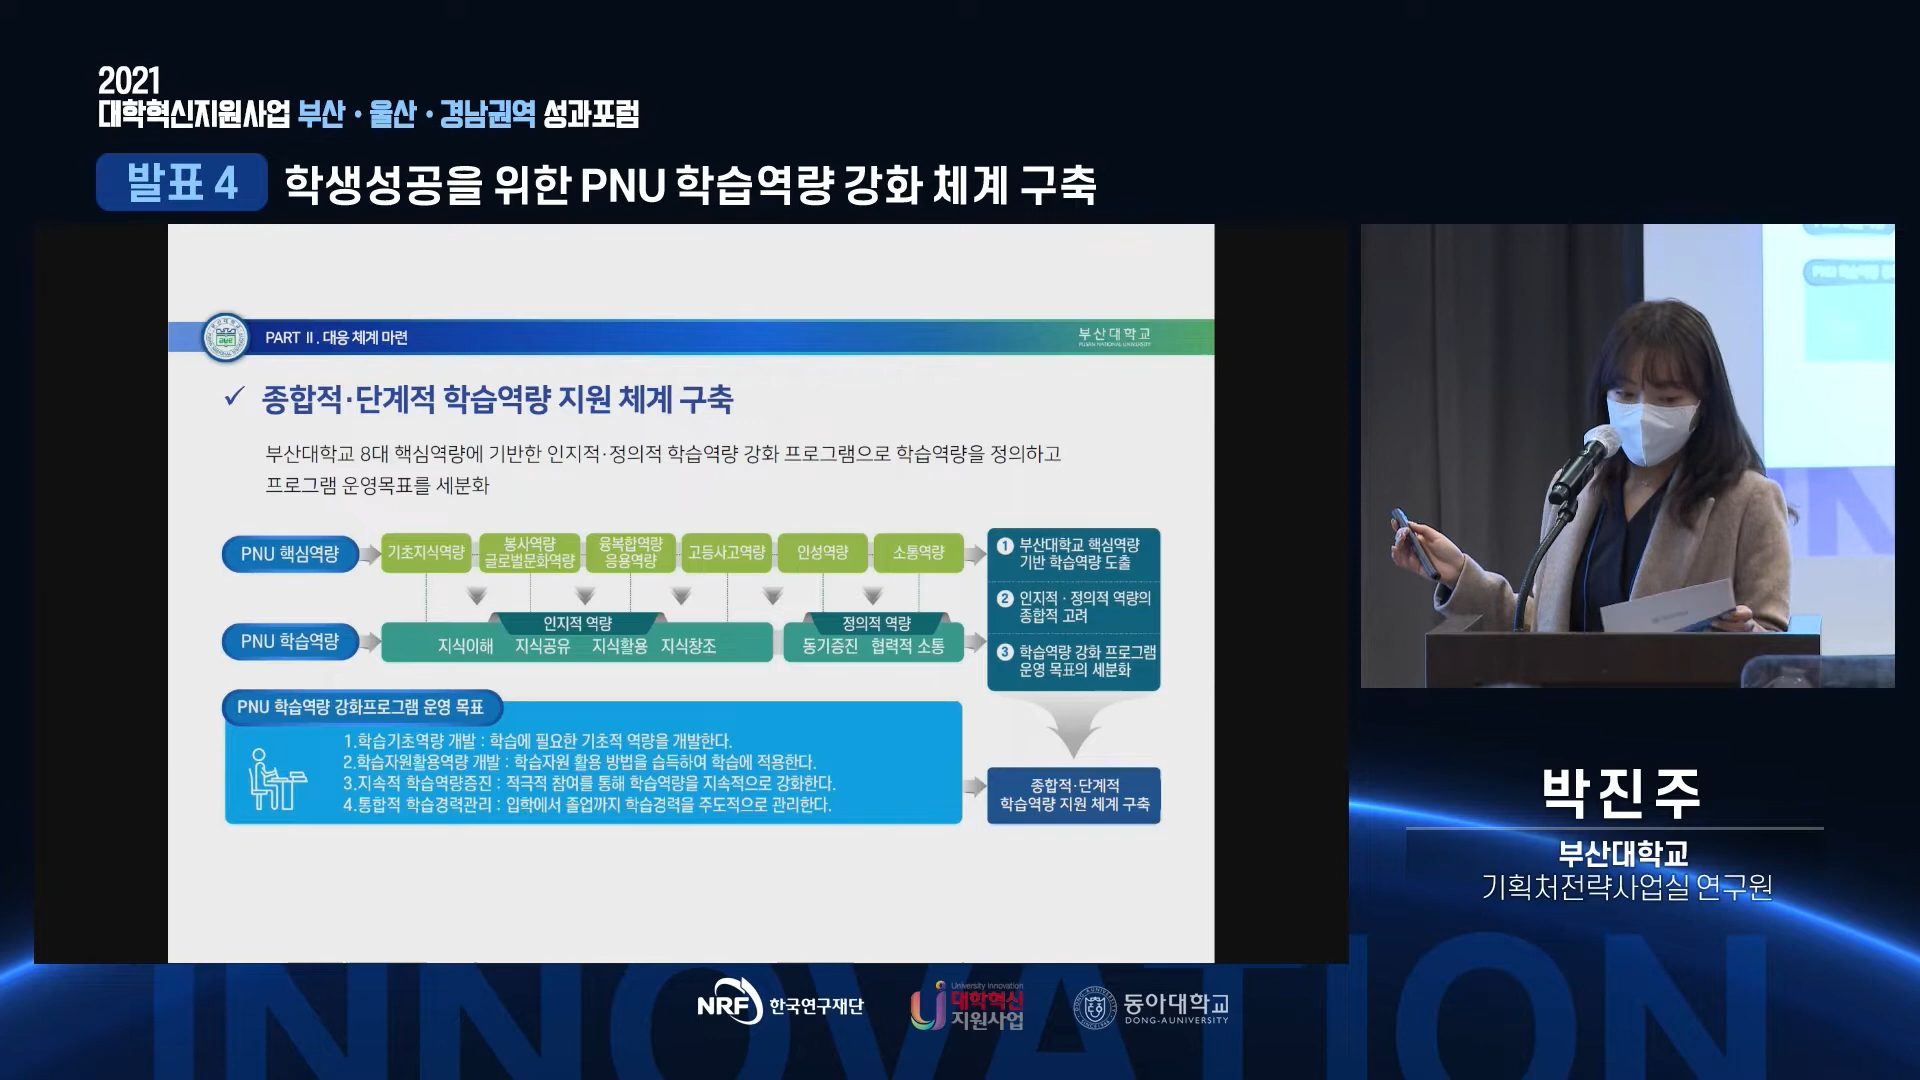 2021
대학혁신지원사업 부산·울산·경남권역 성과포럼
발표 4 학생성공을 위한 PNU 학습역량 강화 체계 구축
PART Ⅱ. 대응 체계 마련
부산대학교
PUSAN NATIONAL UNIVERSITY
✓ 종합적·단계적 학습역량 지원 체계 구축
부산대학교 8대 핵심역량에 기반한 인지적·정의적 학습역량 강화 프로그램으로 학습역량을 정의하고
프로그램 운영목표를 세분화
PNU 핵심역량
기초지식역량
봉사역량
글로벌문화역량
융복합역량
응용역량
고등사고역량
인성역량
소통역량
PNU 학습역량
인지적 역량
지식이해 지식공유 지식활용 지식창조
정의적 역량
동기증진 협력적 소통
1 부산대학교 핵심역량
기반 학습역량 도출
2 인지적·정의적 역량의
종합적 고려
3 학습역량 강화 프로그램
운영 목표의 세분화
PNU 학습역량 강화프로그램 운영 목표
1.학습기초역량 개발 : 학습에 필요한 기초적 역량을 개발한다.
2.학습자원활용역량 개발 : 학습자원 활용 방법을 습득하여 학습에 적용한다.
3.지속적 학습역량증진 : 적극적 참여를 통해 학습역량을 지속적으로 강화한다.
4.통합적 학습경력관리 : 입학에서 졸업까지 학습경력을 주도적으로 관리한다.
종합적·단계적
학습역량 지원 체계 구축
박진주
부산대학교
기획처전략사업실 연구원
INNOVATION
NRF 한국연구재단
University Innovation
대학혁신
지원사업
동아대학교
DONG-A UNIVERSITY